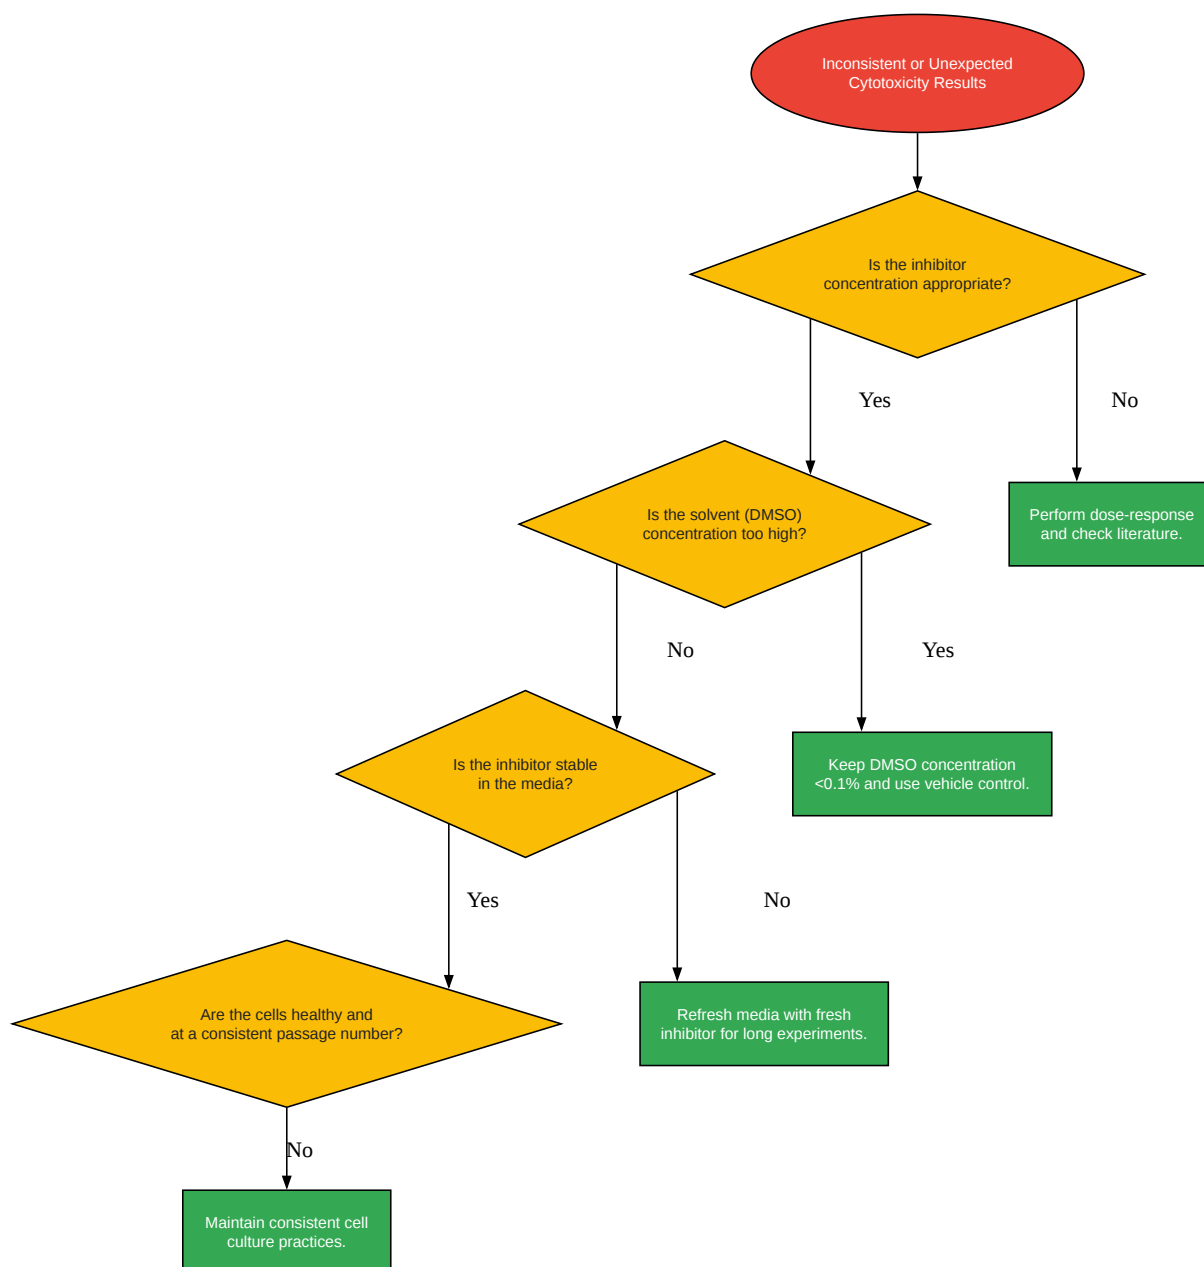 Inconsistent or Unexpected
Cytotoxicity Results
Is the inhibitor
concentration appropriate?
Yes
No
Is the solvent (DMSO)
concentration too high?
Perform dose-response
and check literature.
No
Yes
Is the inhibitor stable
in the media?
Keep DMSO concentration
<0.1% and use vehicle control.
Yes
No
Are the cells healthy and
at a consistent passage number?
Refresh media with fresh
inhibitor for long experiments.
No
Maintain consistent cell
culture practices.